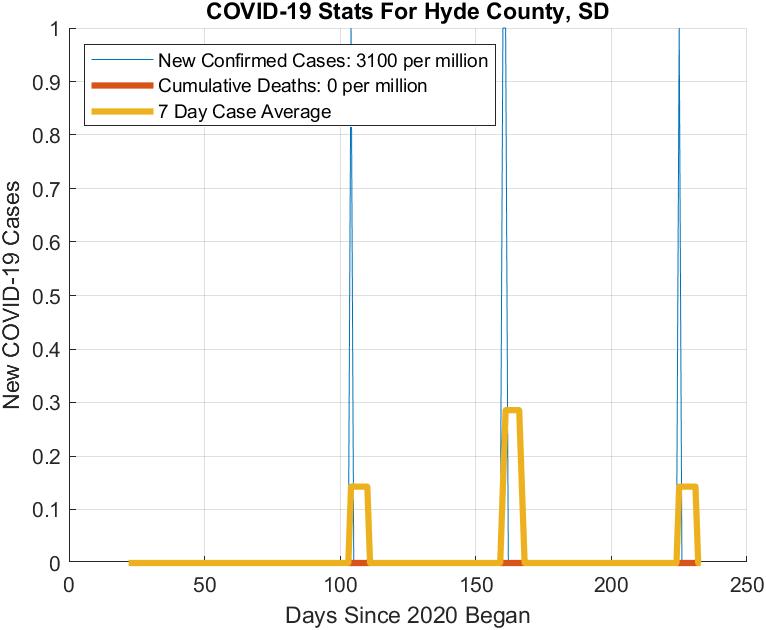 COVID-19 Stats For Hyde County, SD
New Confirmed Cases: 3100 per million
Cumulative Deaths: 0 per million
7 Day Case Average
New COVID-19 Cases
1
0.9
0.8
0.7
0.6
0.5
0.4
0.3
0.2
0.1
0
0 50 100 150 200 250
Days Since 2020 Began